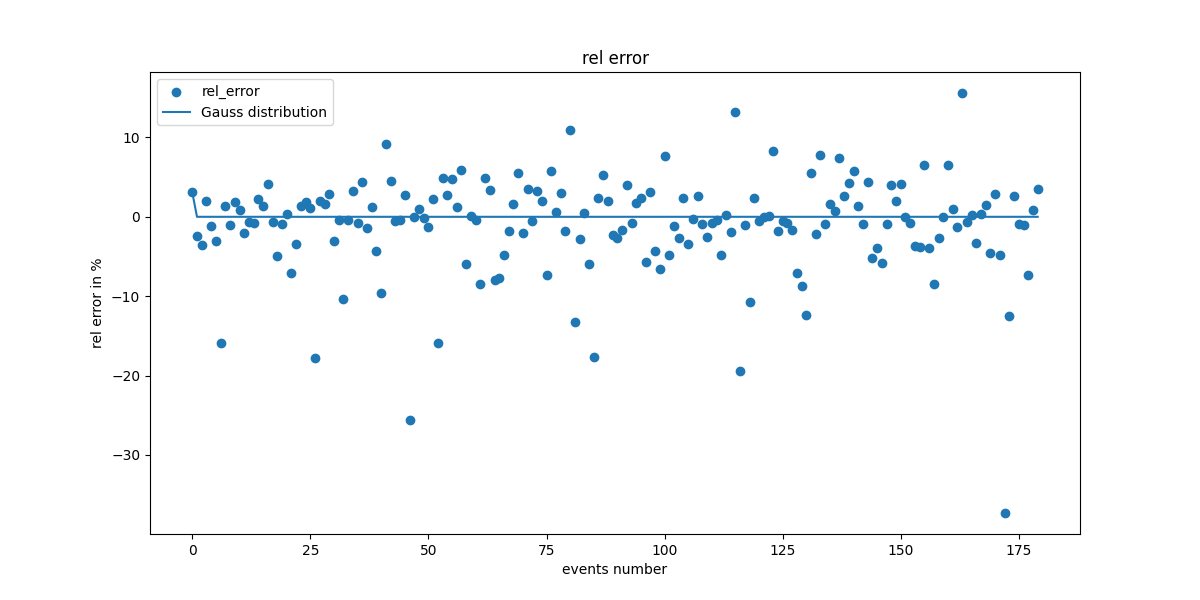 rel error
rel_error
Gauss distribution
10
0
−10
−20
−30
rel error in %
0
25
50
75
100
125
150
175
events number